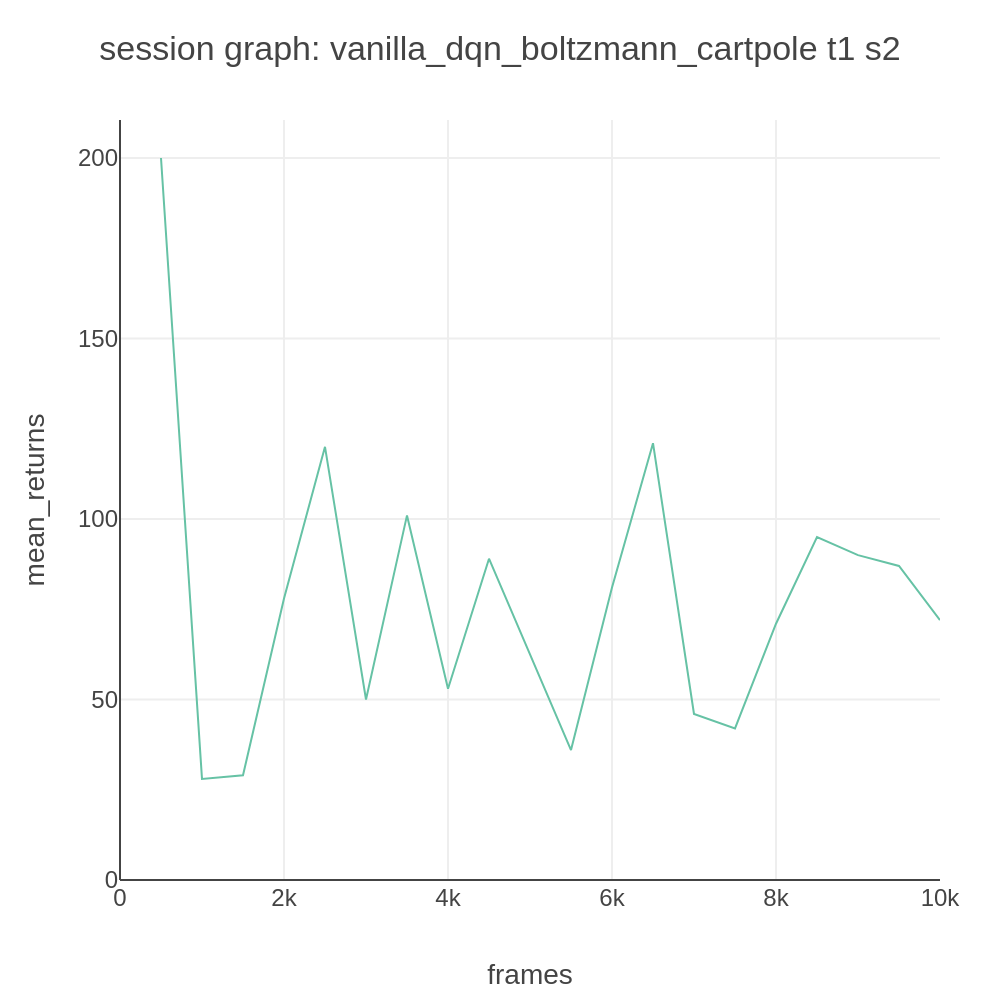 session graph: vanilla_dqn_boltzmann_cartpole t1 s2
mean_returns
200
150
100
50
0
0 2k 4k 6k 8k 10k
frames